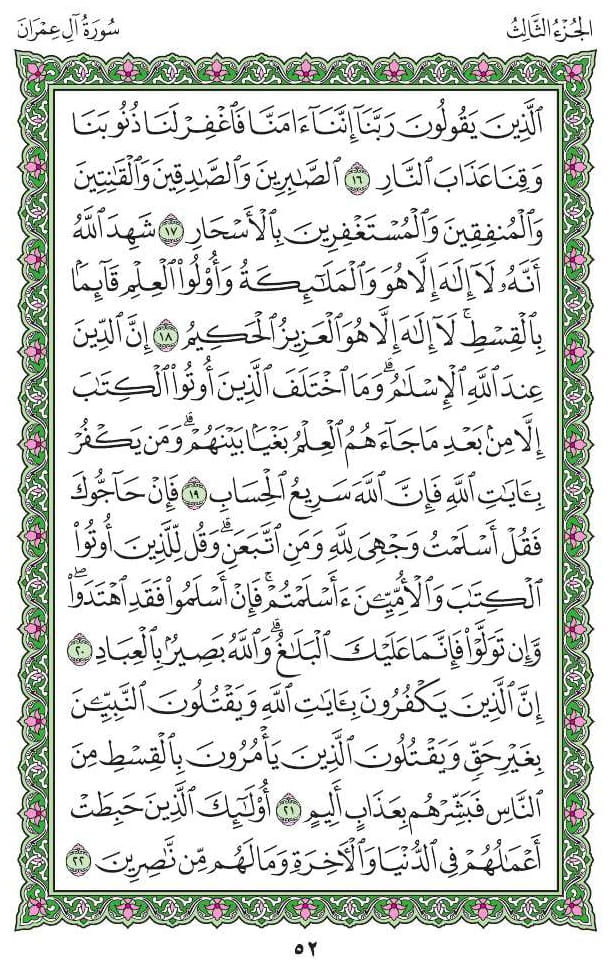 الجُزْءُ الثَّالِثُ
سُورَةُ آلِ عِمْرَانَ
ٱلَّذِينَ يَقُولُونَ رَبَّنَآ إِنَّنَآ ءَامَنَّا فَٱغْفِرْ لَنَا ذُنُوبَنَا
وَقِنَا عَذَابَ ٱلنَّارِ ١٦ ٱلصَّٰبِرِينَ وَٱلصَّٰدِقِينَ وَٱلْقَٰنِتِينَ
وَٱلْمُنفِقِينَ وَٱلْمُسْتَغْفِرِينَ بِٱلْأَسْحَارِ ١٧ شَهِدَ ٱللَّهُ
أَنَّهُۥ لَآ إِلَٰهَ إِلَّا هُوَ وَٱلْمَلَٰٓئِكَةُ وَأُو۟لُوا۟ ٱلْعِلْمِ قَآئِمًۢا
بِٱلْقِسْطِۚ لَآ إِلَٰهَ إِلَّا هُوَ ٱلْعَزِيزُ ٱلْحَكِيمُ ١٨ إِنَّ ٱلدِّينَ
عِندَ ٱللَّهِ ٱلْإِسْلَٰمُۗ وَمَا ٱخْتَلَفَ ٱلَّذِينَ أُوتُوا۟ ٱلْكِتَٰبَ
إِلَّا مِنۢ بَعْدِ مَا جَآءَهُمُ ٱلْعِلْمُ بَغْيًۢا بَيْنَهُمْۗ وَمَن يَكْفُرْ
بِـَٔايَٰتِ ٱللَّهِ فَإِنَّ ٱللَّهَ سَرِيعُ ٱلْحِسَابِ ١٩ فَإِنْ حَآجُّوكَ
فَقُلْ أَسْلَمْتُ وَجْهِىَ لِلَّهِ وَمَنِ ٱتَّبَعَنِۗ وَقُل لِّلَّذِينَ أُوتُوا۟
ٱلْكِتَٰبَ وَٱلْأُمِّيِّـۧنَ ءَأَسْلَمْتُمْۚ فَإِنْ أَسْلَمُوا۟ فَقَدِ ٱهْتَدَوا۟ۖ
وَّإِن تَوَلَّوْا۟ فَإِنَّمَا عَلَيْكَ ٱلْبَلَٰغُۗ وَٱللَّهُ بَصِيرٌۢ بِٱلْعِبَادِ ٢٠
إِنَّ ٱلَّذِينَ يَكْفُرُونَ بِـَٔايَٰتِ ٱللَّهِ وَيَقْتُلُونَ ٱلنَّبِيِّـۧنَ
بِغَيْرِ حَقٍّ وَيَقْتُلُونَ ٱلَّذِينَ يَأْمُرُونَ بِٱلْقِسْطِ مِنَ
ٱلنَّاسِ فَبَشِّرْهُم بِعَذَابٍ أَلِيمٍ ٢١ أُو۟لَٰٓئِكَ ٱلَّذِينَ حَبِطَتْ
أَعْمَٰلُهُمْ فِى ٱلدُّنْيَا وَٱلْءَاخِرَةِ وَمَا لَهُم مِّن نَّٰصِرِينَ ٢٢
٥٢